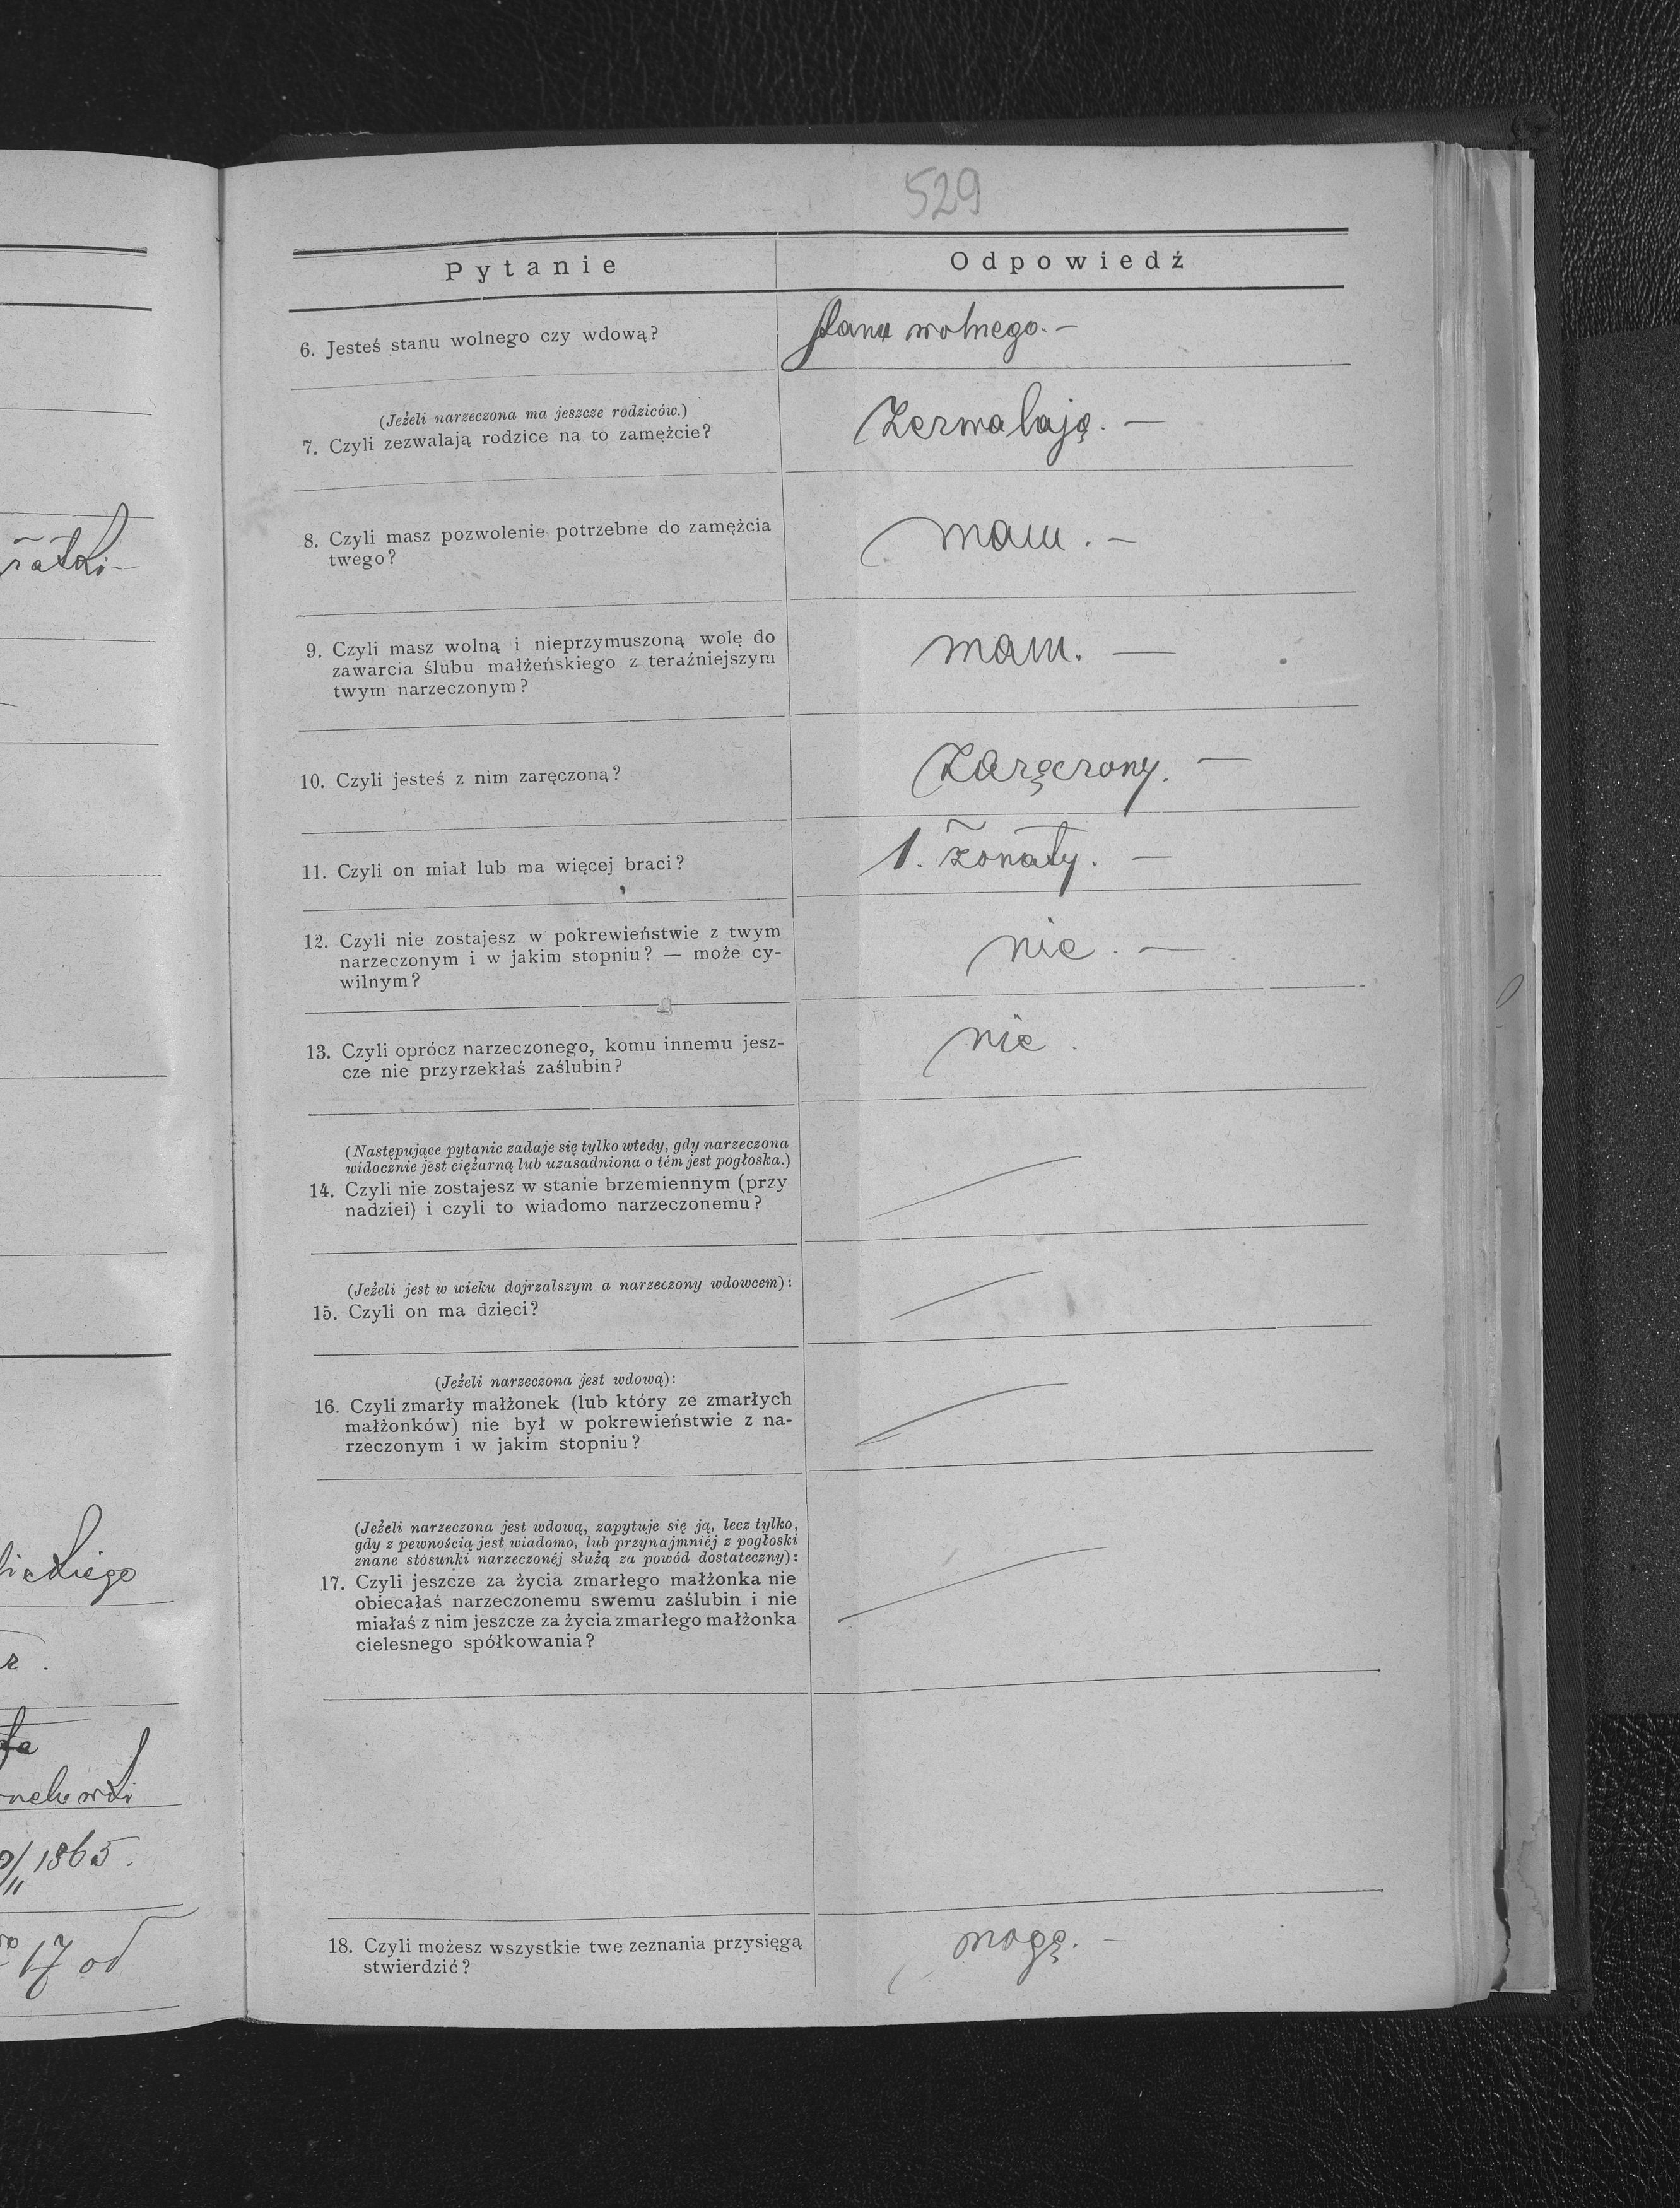 529
Pytanie
Odpowiedź
6. Jesteś stanu wolnego czy wdową?
stanu wolnego. —
(Jeżeli narzeczona ma jeszcze rodziców.)
7. Czyli zezwalają rodzice na to zamężcie?
Zezwalają. —
8. Czyli masz pozwolenie potrzebne do zamężcia
twego?
mam. —
9. Czyli masz wolną i nieprzymuszoną wolę do
zawarcia ślubu małżeńskiego z teraźniejszym
twym narzeczonym?
mam. —
10. Czyli jesteś z nim zaręczoną?
Zaręczony. —
11. Czyli on miał lub ma więcej braci?
1. żonaty. —
12. Czyli nie zostajesz w pokrewieństwie z twym
narzeczonym i w jakim stopniu? — może cy-
wilnym?
nie. —
13. Czyli oprócz narzeczonego, komu innemu jesz-
cze nie przyrzekłaś zaślubin?
nie.
(Następujące pytanie zadaje się tylko wtedy, gdy narzeczona
widocznie jest ciężarną lub uzasadniona o tém jest pogłoska.)
14. Czyli nie zostajesz w stanie brzemiennym (przy
nadziei) i czyli to wiadomo narzeczonemu?
(Jeżeli jest w wieku dojrzalszym a narzeczony wdowcem):
15. Czyli on ma dzieci?
(Jeżeli narzeczona jest wdową):
16. Czyli zmarły małżonek (lub który ze zmarłych
małżonków) nie był w pokrewieństwie z na-
rzeczonym i w jakim stopniu?
(Jeżeli narzeczona jest wdową, zapytuje się ją, lecz tylko,
gdy z pewnością jest wiadomo, lub przynajmniéj z pogłoski
znane stosunki narzeczonéj służą za powód dostateczny):
17. Czyli jeszcze za życia zmarłego małżonka nie
obiecałaś narzeczonemu swemu zaślubin i nie
miałaś z nim jeszcze za życia zmarłego małżonka
cielesnego spółkowania?
18. Czyli możesz wszystkie twe zeznania przysięgą
stwierdzić?
mogę. —
1865.
17 od